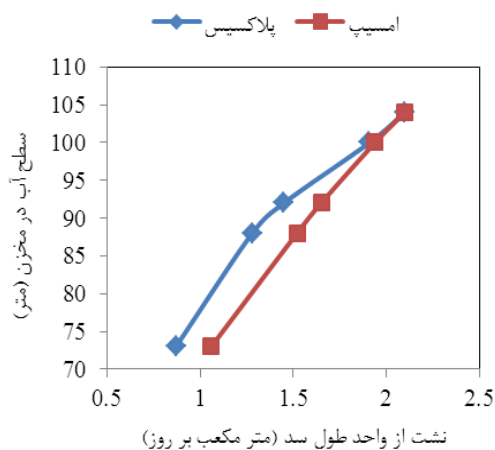 پلاکسیس امسیپ
110
105
100
95
90
85
80
75
70
سطح آب در مخزن (متر)
0.5 1 1.5 2 2.5
نشت از واحد طول سد (متر مکعب بر روز)